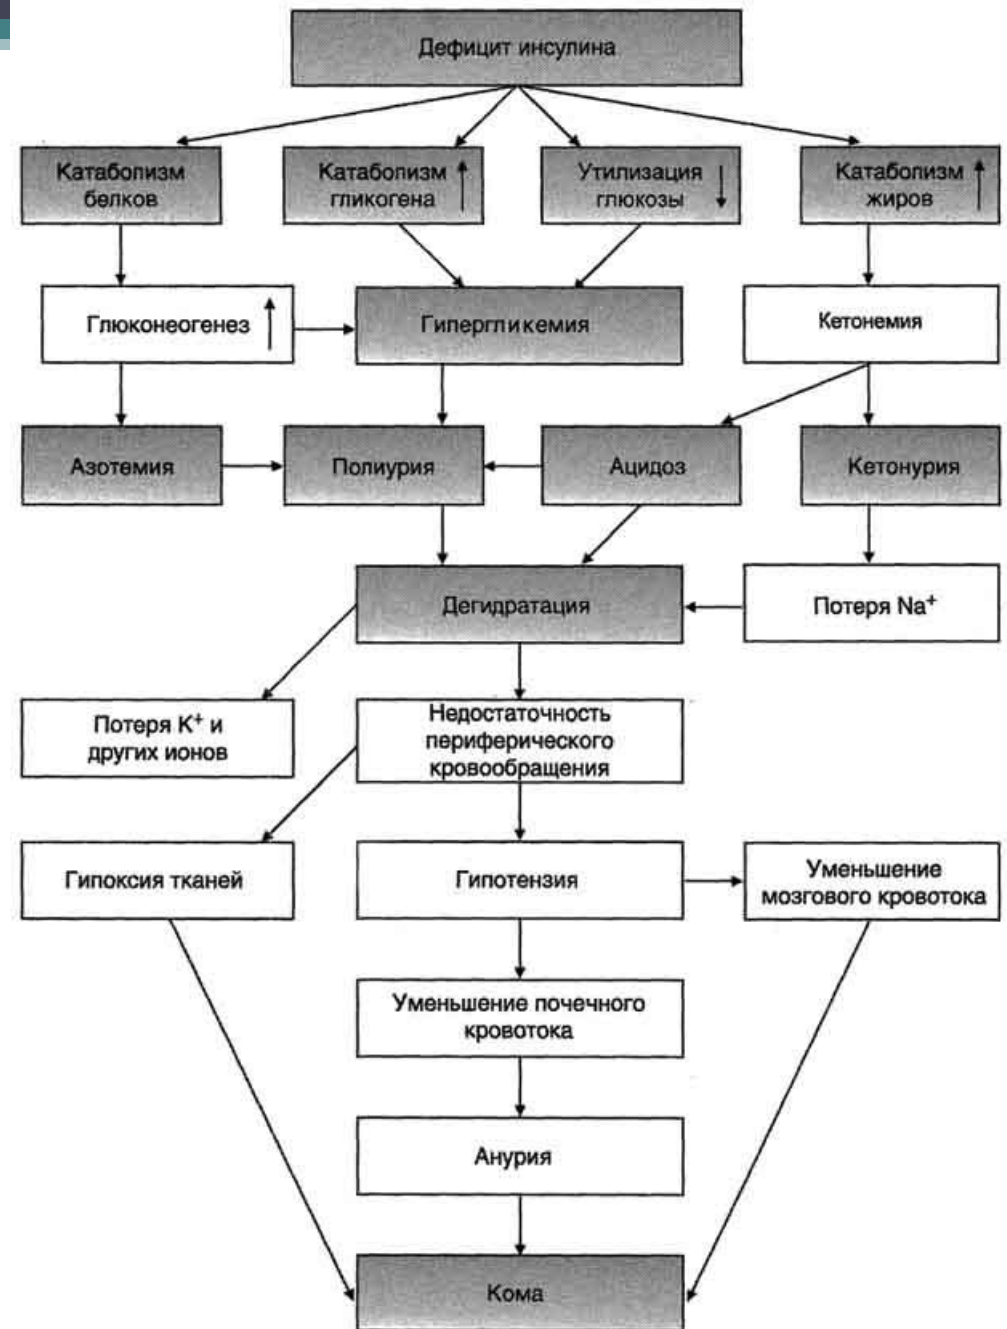 Дефицит инсулина
Катаболизм
белков
Катаболизм
гликогена
Утилизация
глюкозы
Катаболизм
жиров
Глюконеогенез
Гипергликемия
Кетонемия
Азотемия
Полиурия
Ацидоз
Кетонурия
Дегидратация
Потеря Na⁺
Потеря K⁺ и
других ионов
Недостаточность
периферического
кровообращения
Гипоксия тканей
Гипотензия
Уменьшение
мозгового кровотока
Уменьшение почечного
кровотока
Анурия
Кома